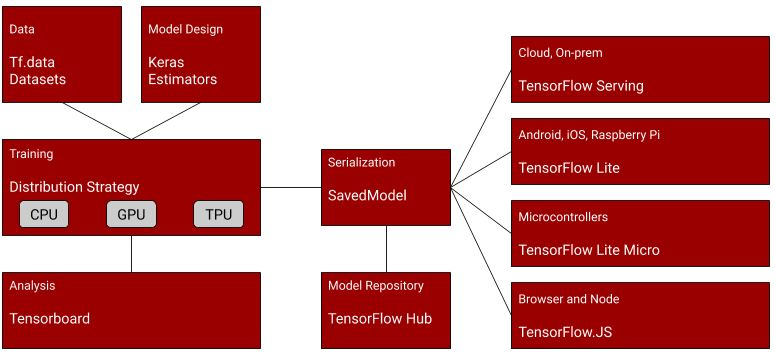 Data
Tf.data
Datasets
Model Design
Keras
Estimators
Training
Distribution Strategy
CPU
GPU
TPU
Analysis
Tensorboard
Serialization
SavedModel
Model Repository
TensorFlow Hub
Cloud, On-prem
TensorFlow Serving
Android, iOS, Raspberry Pi
TensorFlow Lite
Microcontrollers
TensorFlow Lite Micro
Browser and Node
TensorFlow.JS